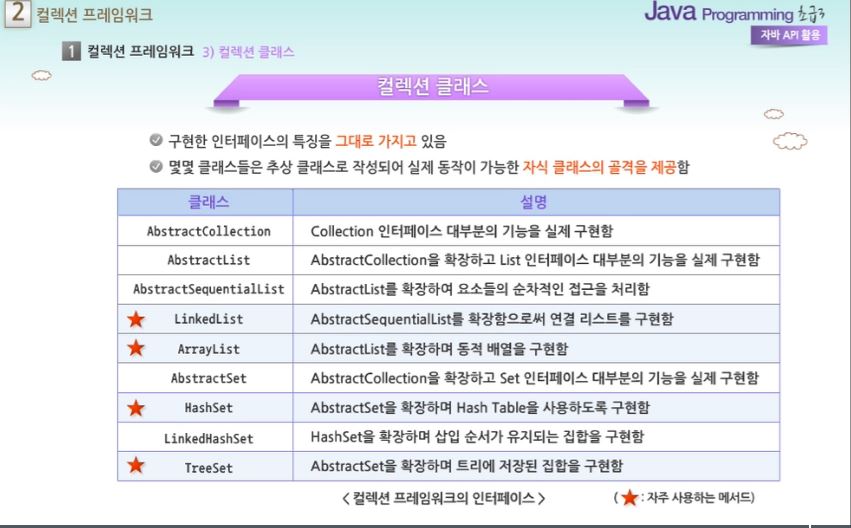 2 컬렉션 프레임워크
Java Programming 초급3
자바 API 활용
1 컬렉션 프레임워크 3) 컬렉션 클래스
컬렉션 클래스
구현한 인터페이스의 특징을 그대로 가지고 있음
몇몇 클래스들은 추상 클래스로 작성되어 실제 동작이 가능한 자식 클래스의 골격을 제공함
클래스 설명
AbstractCollection Collection 인터페이스 대부분의 기능을 실제 구현함
AbstractList AbstractCollection을 확장하고 List 인터페이스 대부분의 기능을 실제 구현함
AbstractSequentialList AbstractList를 확장하여 요소들의 순차적인 접근을 처리함
LinkedList AbstractSequentialList를 확장함으로써 연결 리스트를 구현함
ArrayList AbstractList를 확장하며 동적 배열을 구현함
AbstractSet AbstractCollection을 확장하고 Set 인터페이스 대부분의 기능을 실제 구현함
HashSet AbstractSet을 확장하며 Hash Table을 사용하도록 구현함
LinkedHashSet HashSet을 확장하며 삽입 순서가 유지되는 집합을 구현함
TreeSet AbstractSet을 확장하며 트리에 저장된 집합을 구현함
<컬렉션 프레임워크의 인터페이스>
(★: 자주 사용하는 메서드)